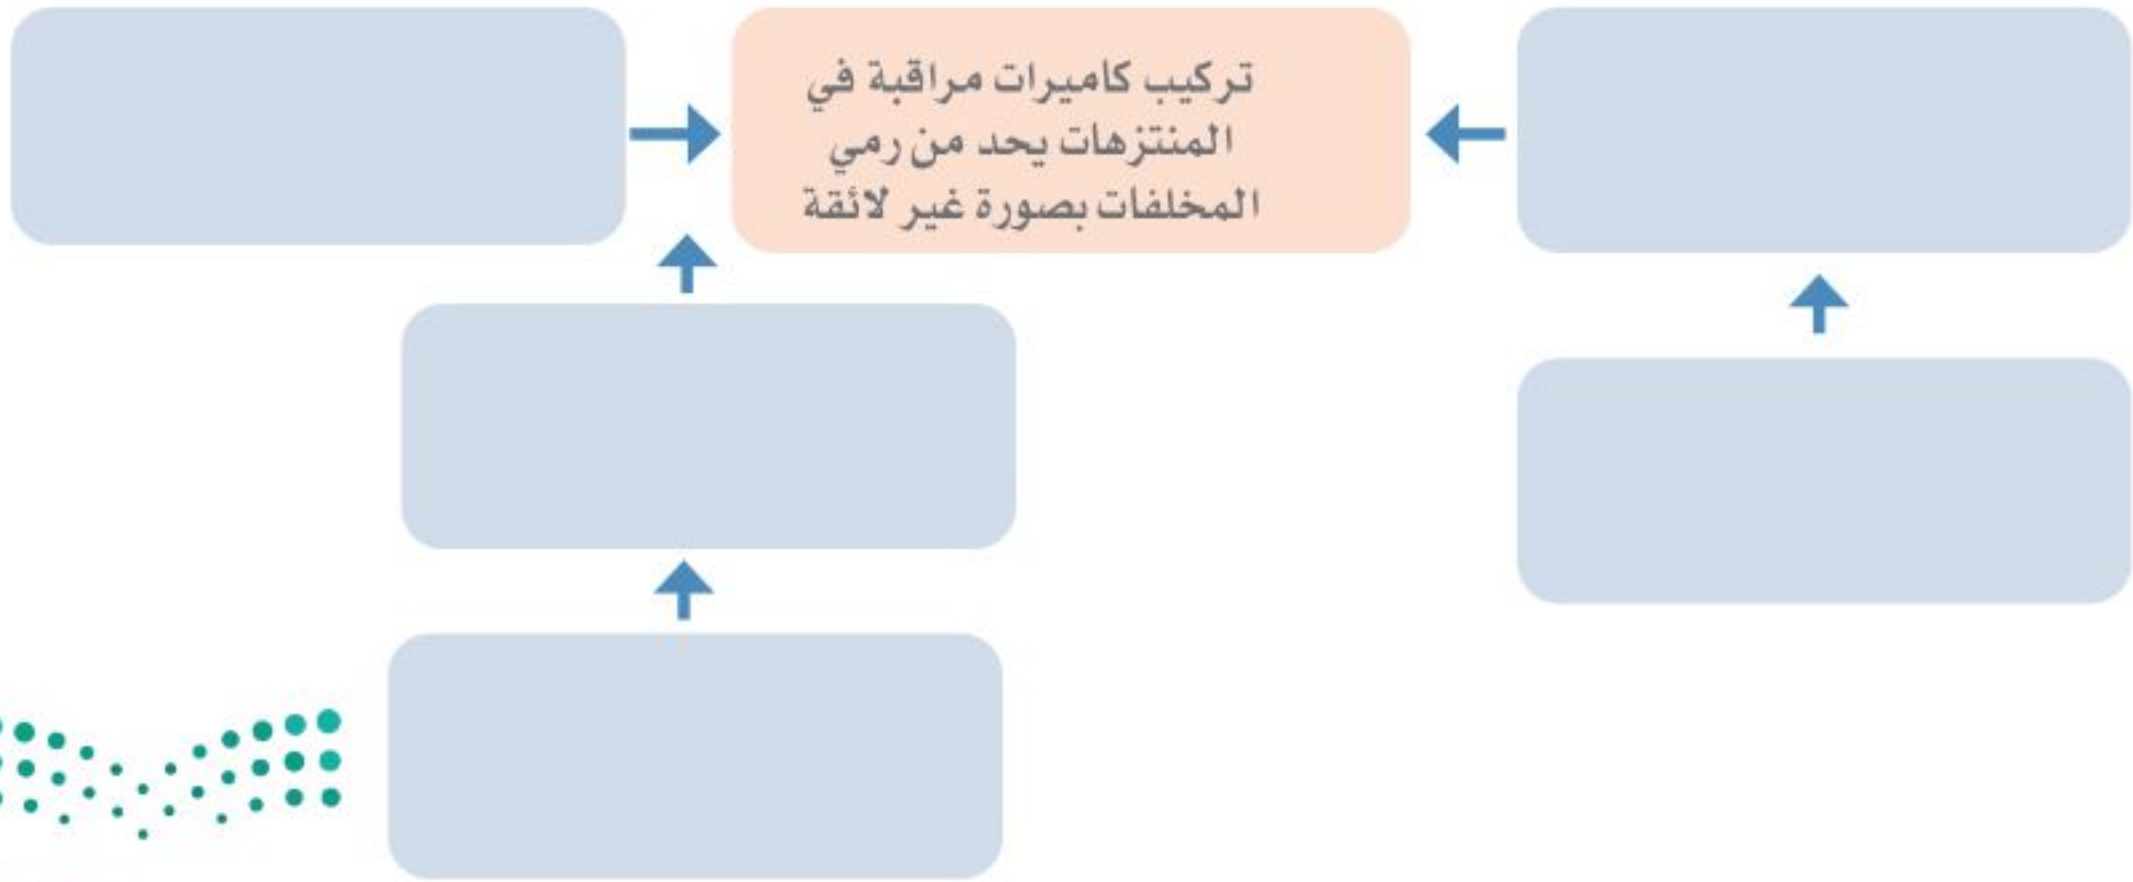 تركيب كاميرات مراقبة في
المنتزهات يحد من رمي
المخلفات بصورة غير لائقة